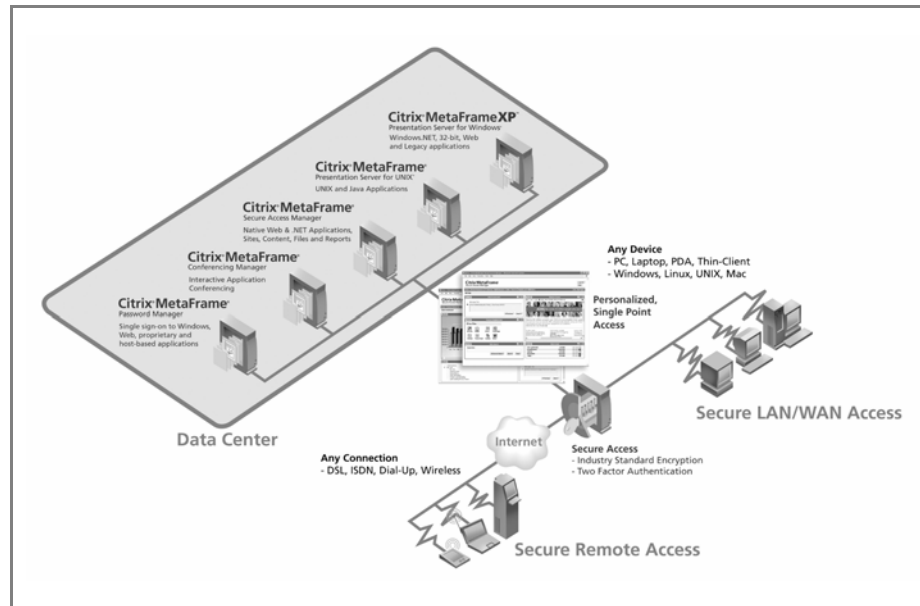 Citrix® MetaFrame XP™
Presentation Server for Windows®
Windows.NET, 32-bit, Web
and Legacy applications
Citrix® MetaFrame®
Presentation Server for UNIX™
UNIX and Java Applications
Citrix® MetaFrame®
Secure Access Manager
Native Web & .NET Applications,
Sites, Content, Files and Reports
Citrix® MetaFrame®
Conferencing Manager
Interactive Application
Conferencing
Citrix® MetaFrame®
Password Manager
Single sign-on to Windows,
Web, proprietary and
host-based applications
Data Center
Any Device
- PC, Laptop, PDA, Thin-Client
- Windows, Linux, UNIX, Mac
Personalized,
Single Point
Access
Secure LAN/WAN Access
Internet
Secure Access
- Industry Standard Encryption
- Two Factor Authentication
Any Connection
- DSL, ISDN, Dial-Up, Wireless
Secure Remote Access